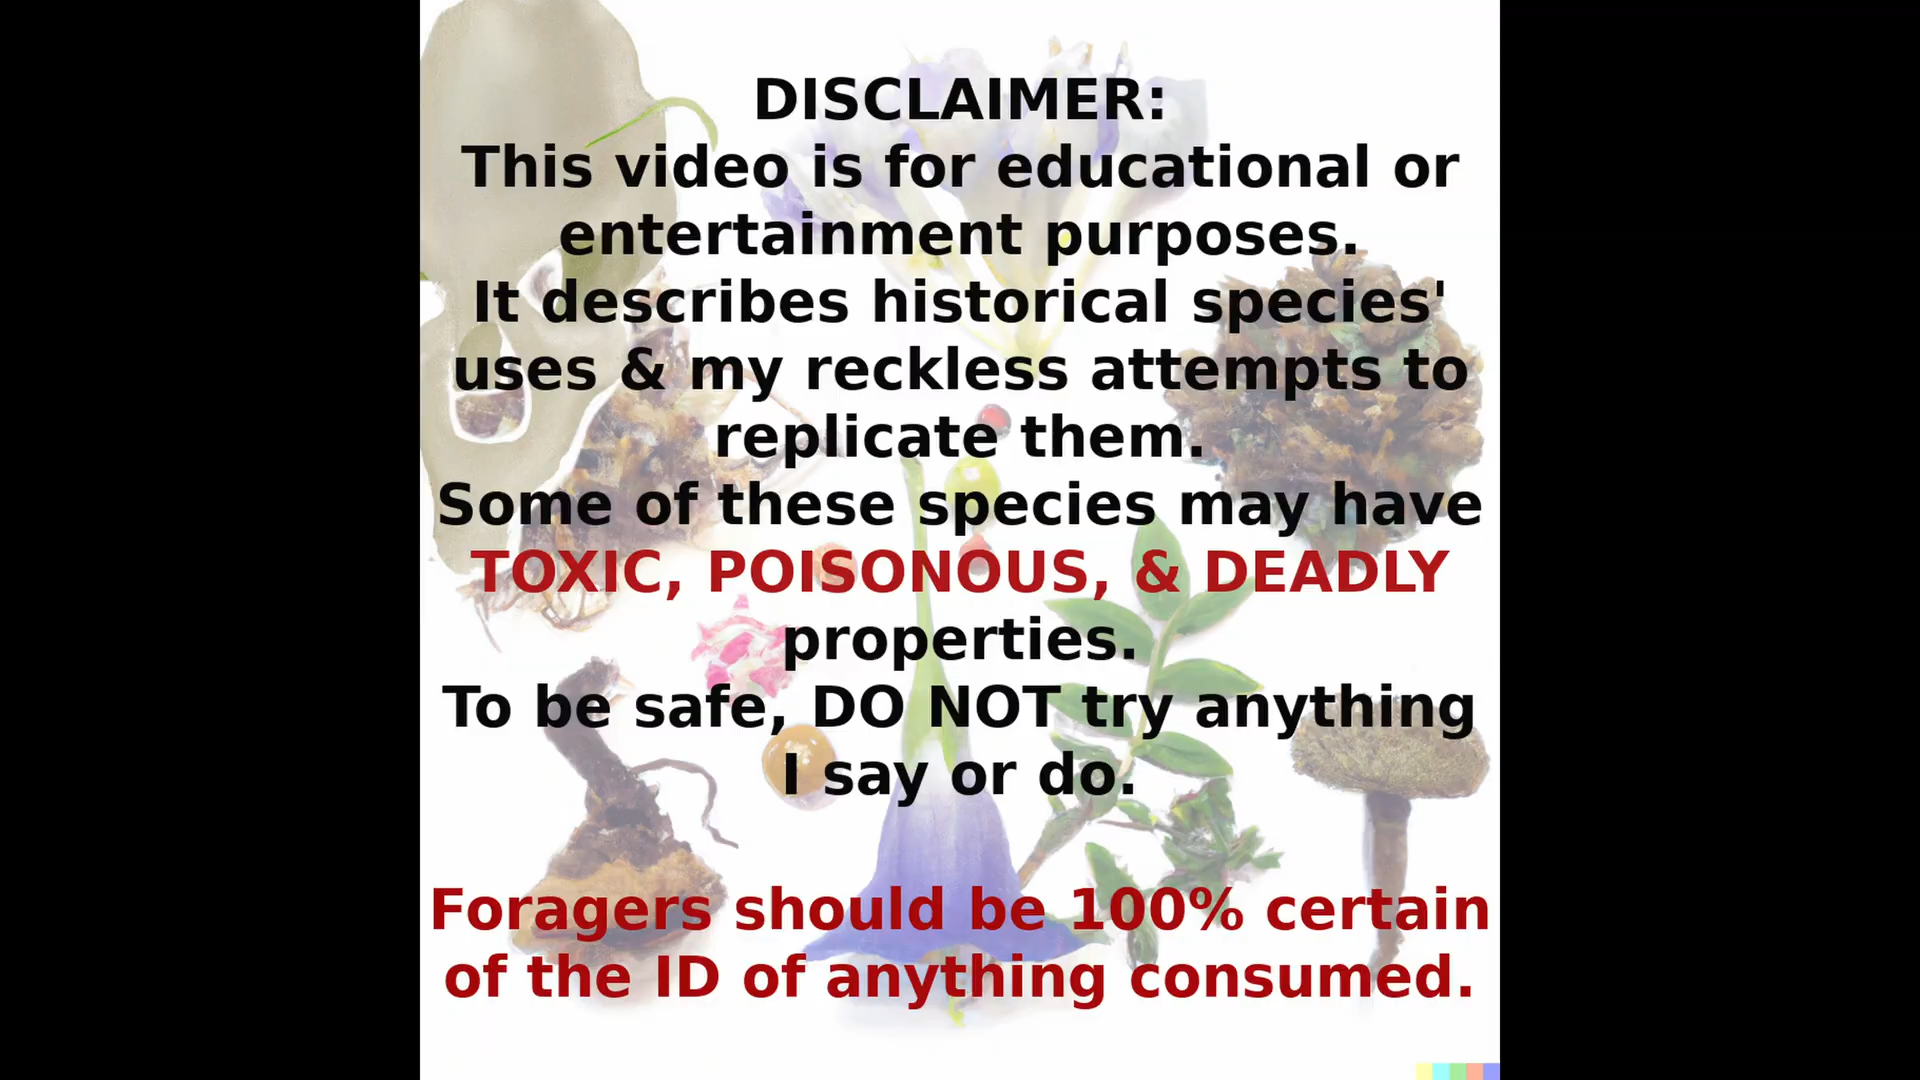 DISCLAIMER:
This video is for educational or
entertainment purposes.
It describes historical species'
uses & my reckless attempts to
replicate them.
Some of these species may have
TOXIC, POISONOUS, & DEADLY
properties.
To be safe, DO NOT try anything
I say or do.
Foragers should be 100% certain
of the ID of anything consumed.